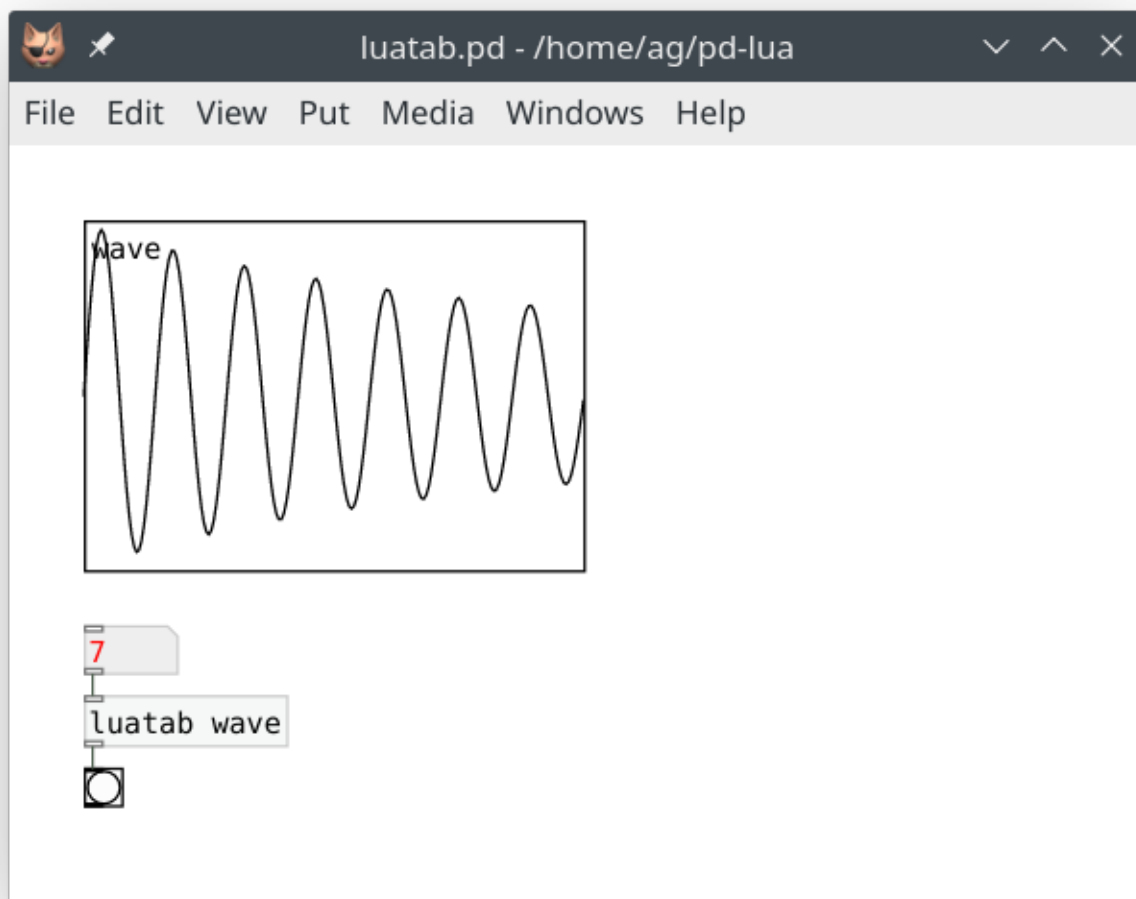 luatab.pd - /home/ag/pd-lua
File Edit View Put Media Windows Help
wave
7
luatab wave